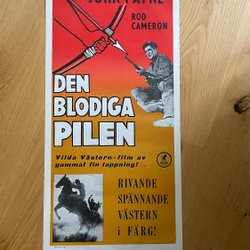 JOHN PAYNE
ROD
CAMERON
DEN
BLODIGA
PILEN
Vilda Västern-film av
gammal fin tappning!
RIVANDE
SPÄNNANDE
VÄSTERN
i FÄRG!